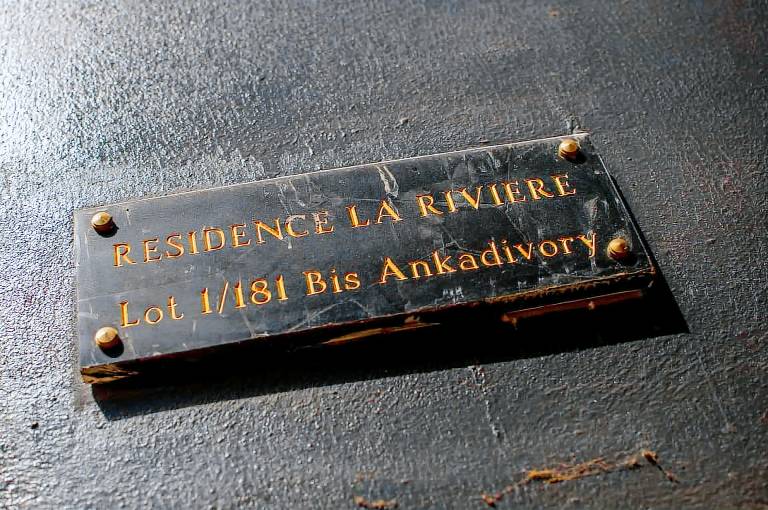 RESIDENCE LA RIVIERE
Lot 1/181 Bis Ankadivory